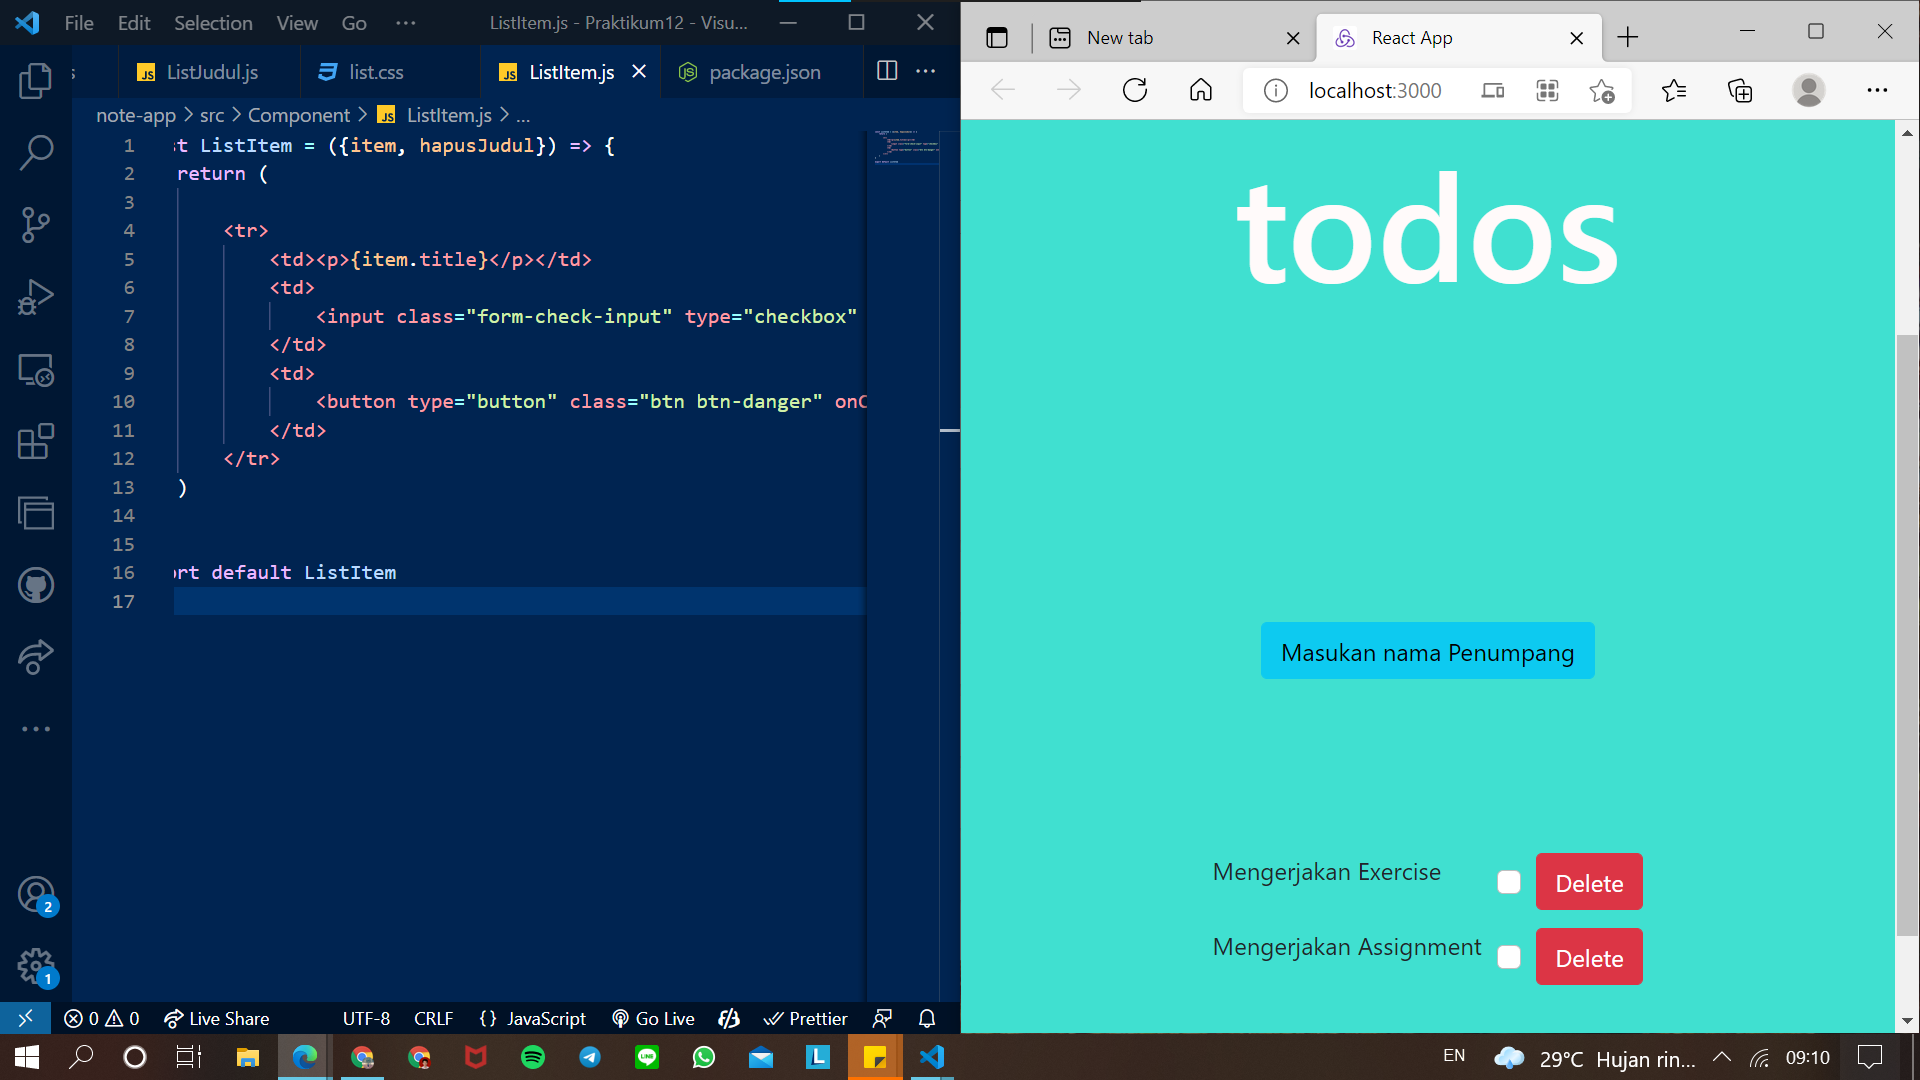 File Edit Selection View Go ··· ListItem.js - Praktikum12 - Visu...
s ListJudul.js list.css ListItem.js package.json
note-app > src > Component > JS ListItem.js > ...
1 st ListItem = ({item, hapusJudul}) => {
2 return (
3
4 <tr>
5 <td><p>{item.title}</p></td>
6 <td>
7 <input class="form-check-input" type="checkbox"
8 </td>
9 <td>
10 <button type="button" class="btn btn-danger" onC
11 </td>
12 </tr>
13 )
14
15
16 ort default ListItem
17
2
1
0 0 Live Share UTF-8 CRLF {} JavaScript Go Live Prettier
New tab React App
localhost:3000
todos
Masukan nama Penumpang
Mengerjakan Exercise Delete
Mengerjakan Assignment Delete
EN 29°C Hujan rin... 09:10